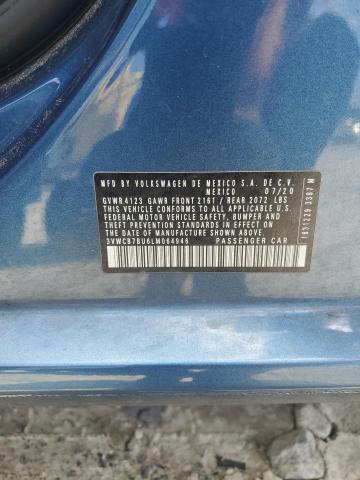 MFD BY VOLKSWAGEN DE MEXICO S.A. DE C.V.
MEXICO 07/20
GVWR 4123 GAWR FRONT 2161 / REAR 2072 LBS
THIS VEHICLE CONFORMS TO ALL APPLICABLE U.S.
FEDERAL MOTOR VEHICLE SAFETY, BUMPER AND
THEFT PREVENTION STANDARDS IN EFFECT ON THE
DATE OF MANUFACTURE SHOWN ABOVE.
3VWCB7BU6LM064946 PASSENGER CAR
1631220 3387 M